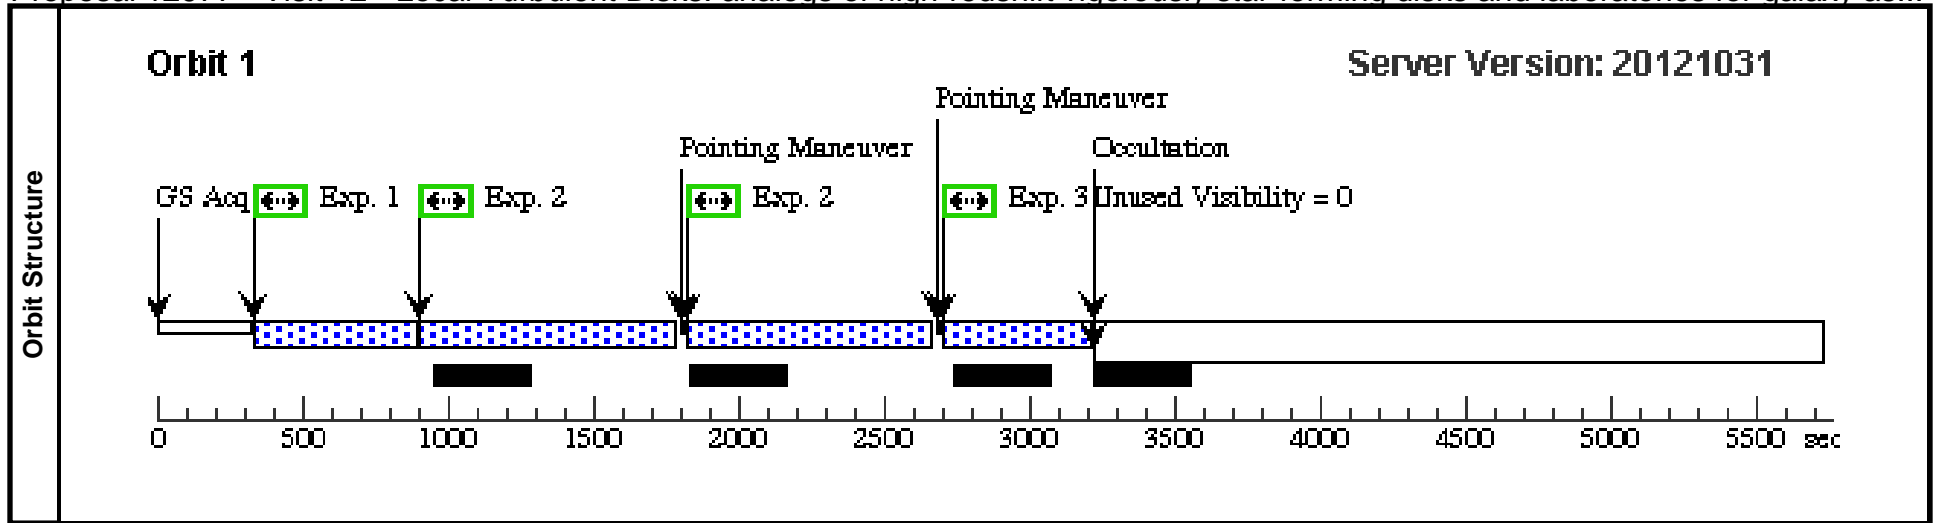 Orbit 1
Server Version: 20121031
Pointing Maneuver
Pointing Maneuver
Occultation
GS Acq
Exp. 1
Exp. 2
Exp. 2
Exp. 3
Unused Visibility = 0
Orbit Structure
0 500 1000 1500 2000 2500 3000 3500 4000 4500 5000 5500 sec